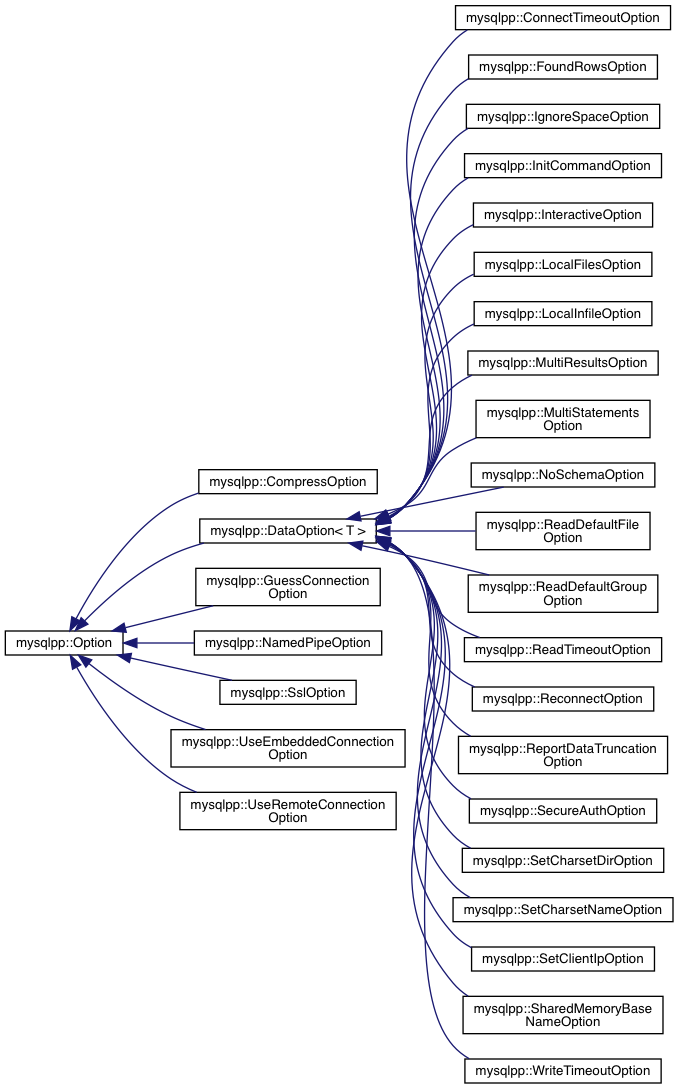 mysqlpp::ConnectTimeoutOption
mysqlpp::FoundRowsOption
mysqlpp::IgnoreSpaceOption
mysqlpp::InitCommandOption
mysqlpp::InteractiveOption
mysqlpp::LocalFilesOption
mysqlpp::LocalInfileOption
mysqlpp::MultiResultsOption
mysqlpp::MultiStatements
Option
mysqlpp::NoSchemaOption
mysqlpp::ReadDefaultFile
Option
mysqlpp::ReadDefaultGroup
Option
mysqlpp::ReadTimeoutOption
mysqlpp::ReconnectOption
mysqlpp::ReportDataTruncation
Option
mysqlpp::SecureAuthOption
mysqlpp::SetCharsetDirOption
mysqlpp::SetCharsetNameOption
mysqlpp::SetClientIpOption
mysqlpp::SharedMemoryBase
NameOption
mysqlpp::WriteTimeoutOption
mysqlpp::CompressOption
mysqlpp::DataOption< T >
mysqlpp::GuessConnection
Option
mysqlpp::NamedPipeOption
mysqlpp::SslOption
mysqlpp::UseEmbeddedConnection
Option
mysqlpp::UseRemoteConnection
Option
mysqlpp::Option